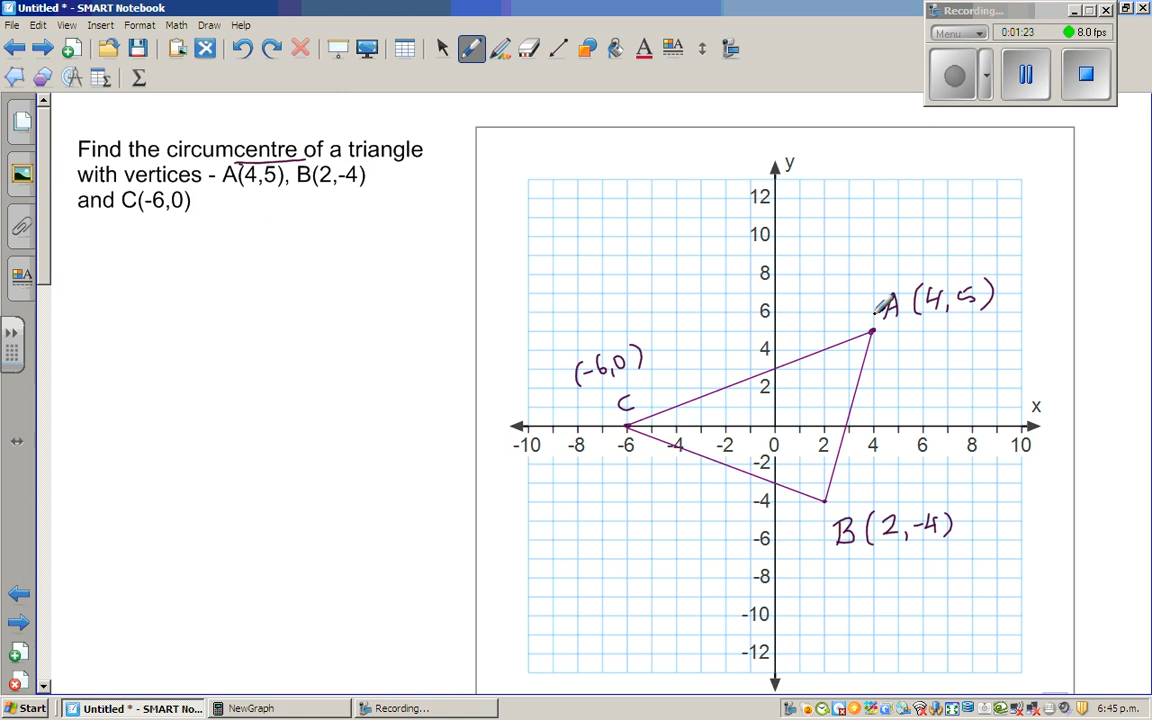 Untitled * - SMART Notebook
File Edit View Insert Format Math Draw Help
Recording...
Menu
0:01:23
8.0 fps
Find the circumcentre of a triangle
with vertices - A(4,5), B(2,-4)
and C(-6,0)
y
12
10
8
6
4
2
x
-10 -8 -6 -4 -2 0 2 4 6 8 10
-2
-4
-6
-8
-10
-12
A (4,5)
(-6,0)
C
B (2,-4)
Start
Untitled * - SMART No...
NewGraph
Recording...
6:45 p.m.